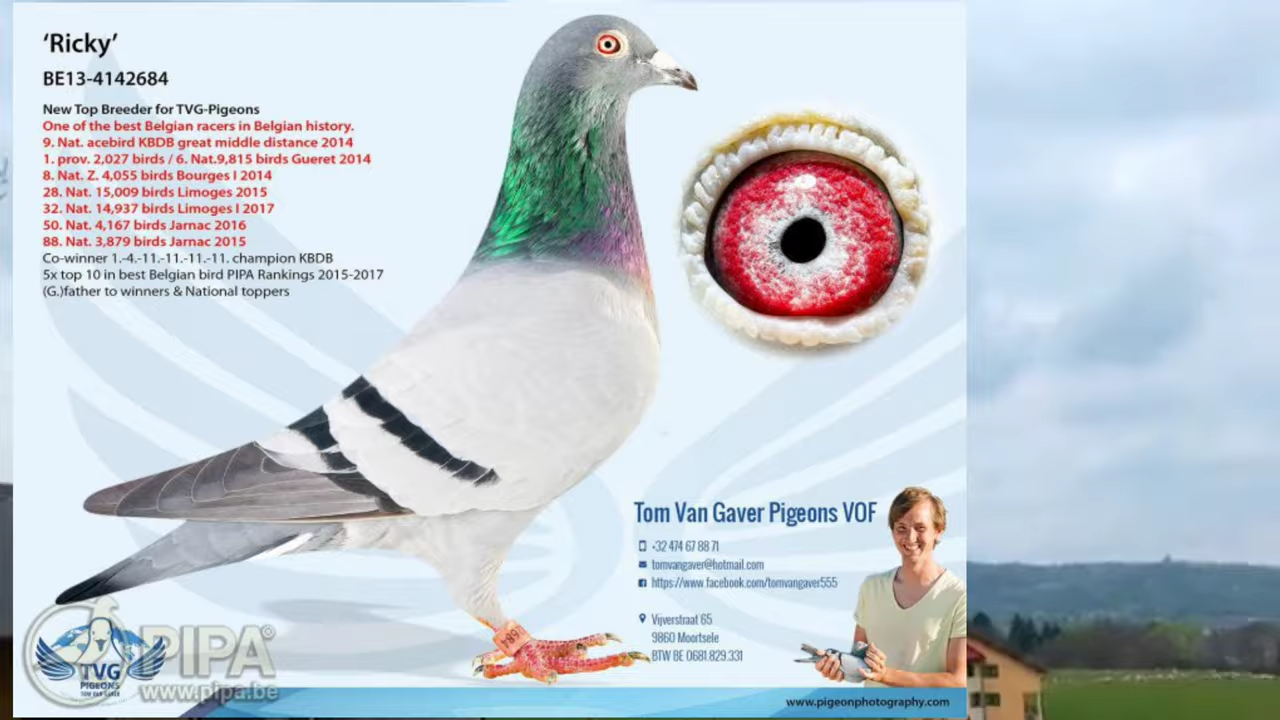 ‘Ricky’
BE13-4142684
New Top Breeder for TVG-Pigeons
One of the best Belgian racers in Belgian history.
9. Nat. acebird KBDB great middle distance 2014
1. prov. 2,027 birds / 6. Nat.9,815 birds Gueret 2014
8. Nat. Z. 4,055 birds Bourges I 2014
28. Nat. 15,009 birds Limoges 2015
32. Nat. 14,937 birds Limoges I 2017
50. Nat. 4,167 birds Jarnac 2016
88. Nat. 3,879 birds Jarnac 2015
Co-winner 1.-4.-11.-11.-11.-11. champion KBDB
5x top 10 in best Belgian bird PIPA Rankings 2015-2017
(G.)father to winners & National toppers
Tom Van Gaver Pigeons VOF
+32 474 67 88 71
tomvangaver@hotmail.com
https://www.facebook.com/tomvangaver555
Vijverstraat 65
9860 Moortsele
BTW BE 0681.829.331
684
PIPA®
www.pipa.be
TVG
PIGEONS
TOM VAN GAVER
www.pigeonphotography.com